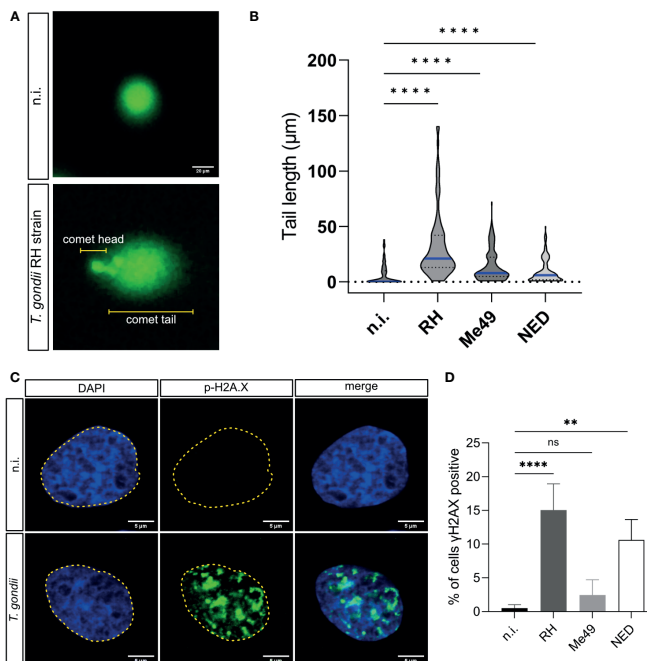 A
n.i.
20 µm
T. gondii RH strain
comet head
comet tail
B
****
****
****
Tail length (µm)
200
150
100
50
0
n.i.
RH
Me49
NED
C
DAPI
p-H2A.X
merge
n.i.
5 µm
5 µm
5 µm
T. gondii
5 µm
5 µm
5 µm
D
**
ns
****
% of cells γH2AX positive
25
20
15
10
5
0
n.i.
RH
Me49
NED